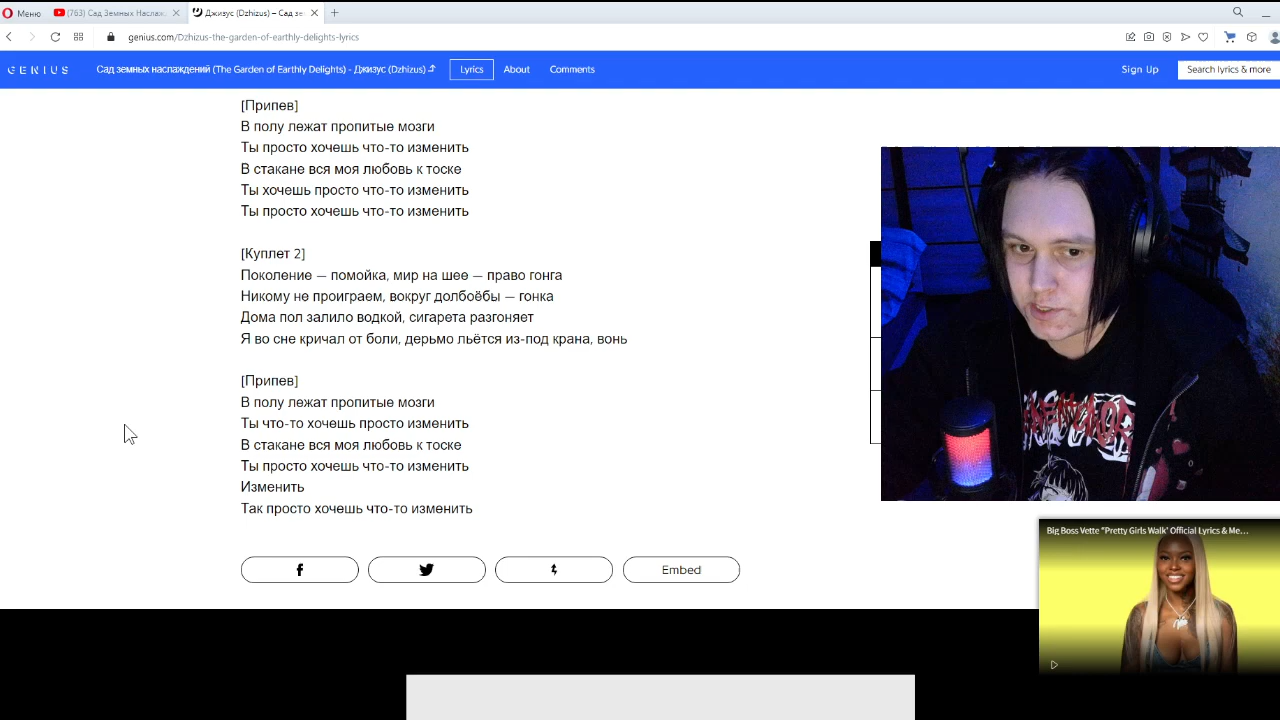 Меню
(763) Сад Земных Наслаж
Джизус (Dzhizus) – Сад зе
genius.com/Dzhizus-the-garden-of-earthly-delights-lyrics
GENIUS
Сад земных наслаждений (The Garden of Earthly Delights) - Джизус (Dzhizus)
Lyrics
About
Comments
Sign Up
Search lyrics & more
[Припев]
В полу лежат пропитые мозги
Ты просто хочешь что-то изменить
В стакане вся моя любовь к тоске
Ты хочешь просто что-то изменить
Ты просто хочешь что-то изменить
[Куплет 2]
Поколение — помойка, мир на шее — право гонга
Никому не проиграем, вокруг долбоёбы — гонка
Дома пол залило водкой, сигарета разгоняет
Я во сне кричал от боли, дерьмо льётся из-под крана, вонь
[Припев]
В полу лежат пропитые мозги
Ты что-то хочешь просто изменить
В стакане вся моя любовь к тоске
Ты просто хочешь что-то изменить
Изменить
Так просто хочешь что-то изменить
Embed
Big Boss Vette "Pretty Girls Walk' Official Lyrics & Me...